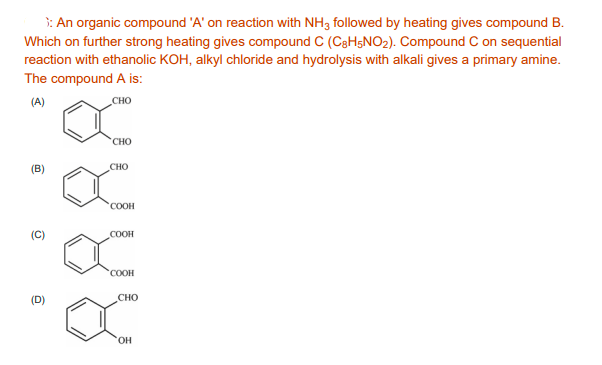 ): An organic compound 'A' on reaction with NH₃ followed by heating gives compound B.
Which on further strong heating gives compound C (C₈H₅NO₂). Compound C on sequential
reaction with ethanolic KOH, alkyl chloride and hydrolysis with alkali gives a primary amine.
The compound A is:
(A)
CHO
CHO
(B)
CHO
COOH
(C)
COOH
COOH
(D)
CHO
OH